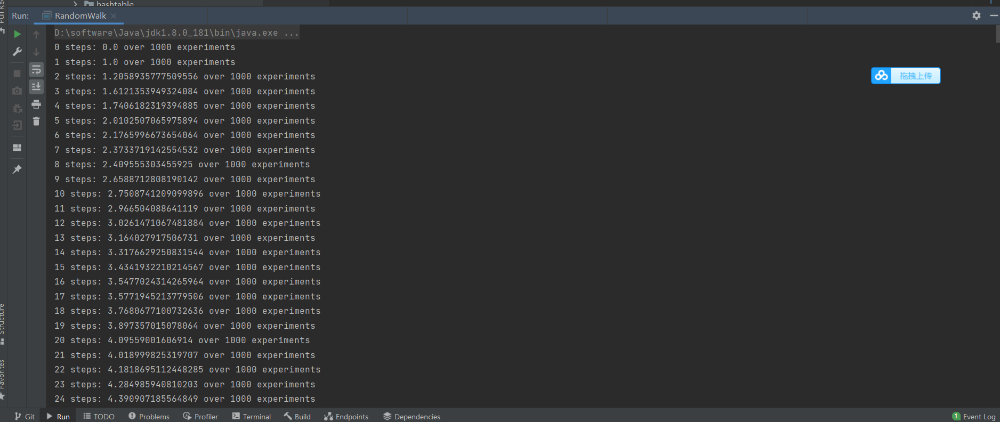 hashtable
Pull Re
Run: RandomWalk
D:\software\Java\jdk1.8.0_181\bin\java.exe ...
0 steps: 0.0 over 1000 experiments
1 steps: 1.0 over 1000 experiments
2 steps: 1.2058935777509556 over 1000 experiments
拖拽上传
3 steps: 1.6121353949324084 over 1000 experiments
4 steps: 1.7406182319394885 over 1000 experiments
5 steps: 2.0102507065975894 over 1000 experiments
6 steps: 2.1765996673654064 over 1000 experiments
7 steps: 2.3733719142554532 over 1000 experiments
8 steps: 2.409555303455925 over 1000 experiments
9 steps: 2.6588712808190142 over 1000 experiments
10 steps: 2.7508741209099896 over 1000 experiments
11 steps: 2.966504088641119 over 1000 experiments
12 steps: 3.0261471067481884 over 1000 experiments
13 steps: 3.164027917506731 over 1000 experiments
14 steps: 3.3176629250831544 over 1000 experiments
15 steps: 3.4341932210214567 over 1000 experiments
16 steps: 3.5477024314265964 over 1000 experiments
17 steps: 3.5771945213779506 over 1000 experiments
18 steps: 3.7680677100732636 over 1000 experiments
19 steps: 3.897357015078064 over 1000 experiments
20 steps: 4.09559001606914 over 1000 experiments
21 steps: 4.018999825319707 over 1000 experiments
22 steps: 4.1818695112448285 over 1000 experiments
23 steps: 4.284985940810203 over 1000 experiments
24 steps: 4.390907185564849 over 1000 experiments
Structure
Favorites
Git Run TODO Problems Profiler Terminal Build Endpoints Dependencies 1 Event Log